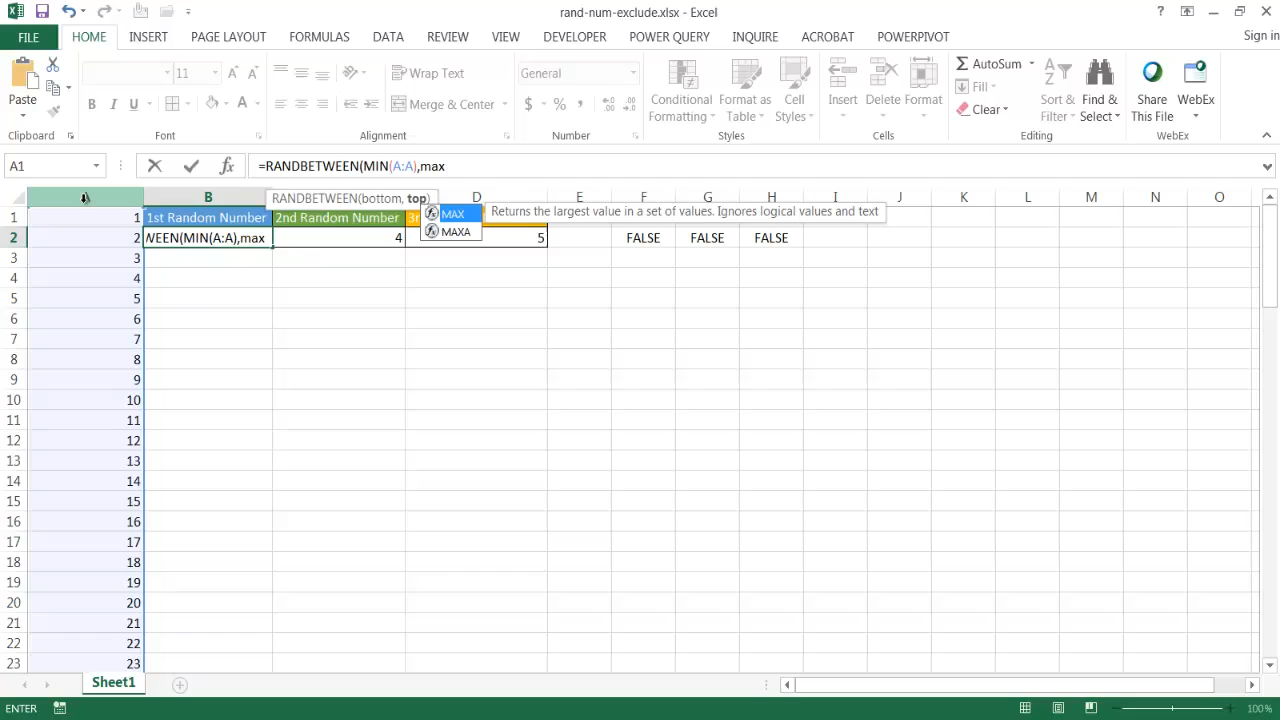 rand-num-exclude.xlsx - Excel
?
FILE HOME INSERT PAGE LAYOUT FORMULAS DATA REVIEW VIEW DEVELOPER POWER QUERY INQUIRE ACROBAT POWERPIVOT Sign in
Paste
11
B I U
Wrap Text
Merge & Center
General
$ % ,
Conditional Formatting
Format as Table
Cell Styles
Insert
Delete
Format
AutoSum
Fill
Clear
Sort & Filter
Find & Select
Share This File
WebEx
Clipboard Font Alignment Number Styles Cells Editing WebEx
A1 fx =RANDBETWEEN(MIN(A:A),max
RANDBETWEEN(bottom, top)
B D E F G H I J K L M N O
MAX
MAXA
Returns the largest value in a set of values. Ignores logical values and text
1 1 1st Random Number 2nd Random Number 3r
2 2 WEEN(MIN(A:A),max 4 5 FALSE FALSE FALSE
3 3
4 4
5 5
6 6
7 7
8 8
9 9
10 10
11 11
12 12
13 13
14 14
15 15
16 16
17 17
18 18
19 19
20 20
21 21
22 22
23 23
Sheet1
ENTER 100%